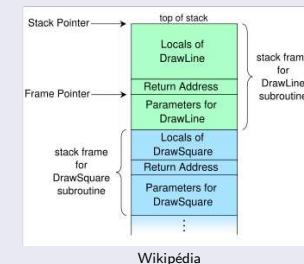 top of stack
Stack Pointer
Locals of
DrawLine
stack frame
for
DrawLine
subroutine
Return Address
Frame Pointer
Parameters for
DrawLine
stack frame
for
DrawSquare
subroutine
Locals of
DrawSquare
Return Address
Parameters for
DrawSquare
⋮
Wikipédia